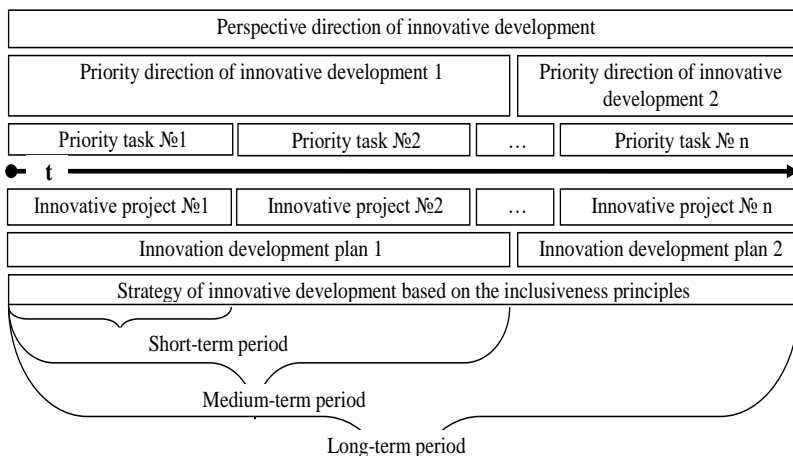 Perspective direction of innovative development
Priority direction of innovative development 1
Priority direction of innovative
development 2
Priority task №1
Priority task №2
…
Priority task № n
t
Innovative project №1
Innovative project №2
…
Innovative project № n
Innovation development plan 1
Innovation development plan 2
Strategy of innovative development based on the inclusiveness principles
Short-term period
Medium-term period
Long-term period